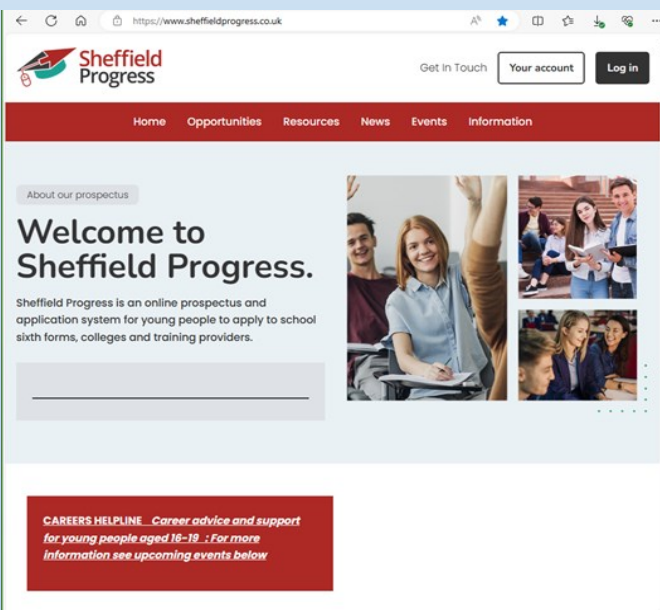 https://www.sheffieldprogress.co.uk
Sheffield
Progress
Get In Touch
Your account
Log in
Home Opportunities Resources News Events Information
About our prospectus
Welcome to
Sheffield Progress.
Sheffield Progress is an online prospectus and
application system for young people to apply to school
sixth forms, colleges and training providers.
CAREERS HELPLINE Career advice and support
for young people aged 16-19 : For more
information see upcoming events below